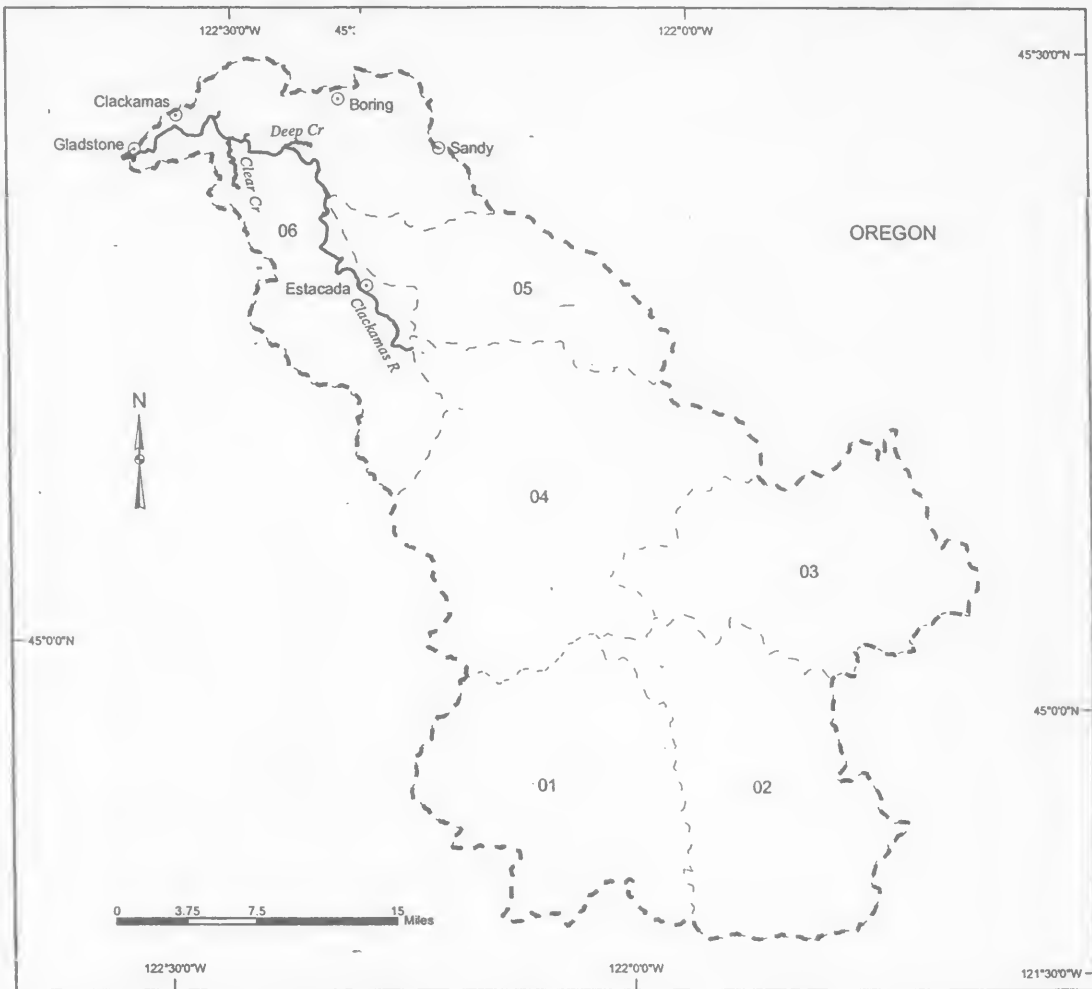 122°30'0"W 45°: 122°0'0"W
45°30'0"N
Clackamas
Boring
Gladstone
Deep Cr
Sandy
Clear Cr
06
OREGON
Estacada
05
Clackamas R
N
04
03
45°0'0"N
45°0'0"N
01
02
0 3.75 7.5 15
Miles
122°30'0"W 122°0'0"W 121°30'0"W